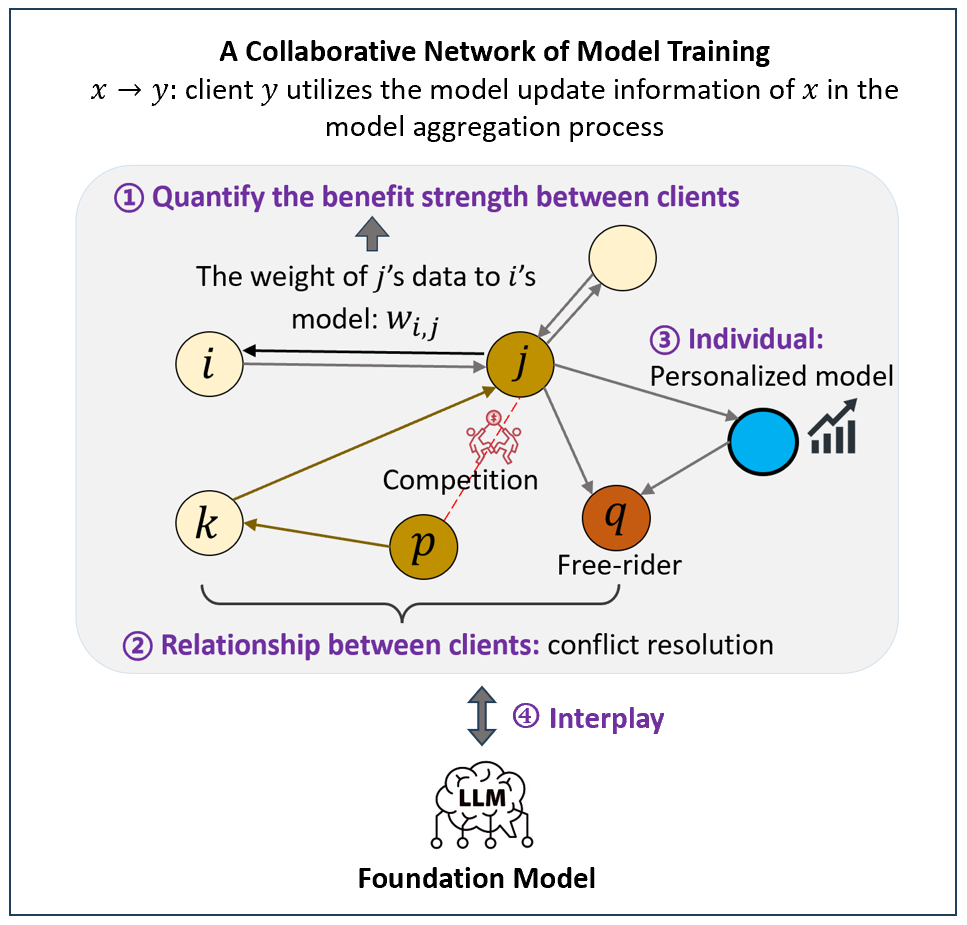 A Collaborative Network of Model Training
x → y: client y utilizes the model update information of x in the
model aggregation process
① Quantify the benefit strength between clients
The weight of j's data to i's
model: w_{i,j}
i
j
③ Individual:
Personalized model
Competition
k
p
q
Free-rider
② Relationship between clients: conflict resolution
④ Interplay
LLM
Foundation Model